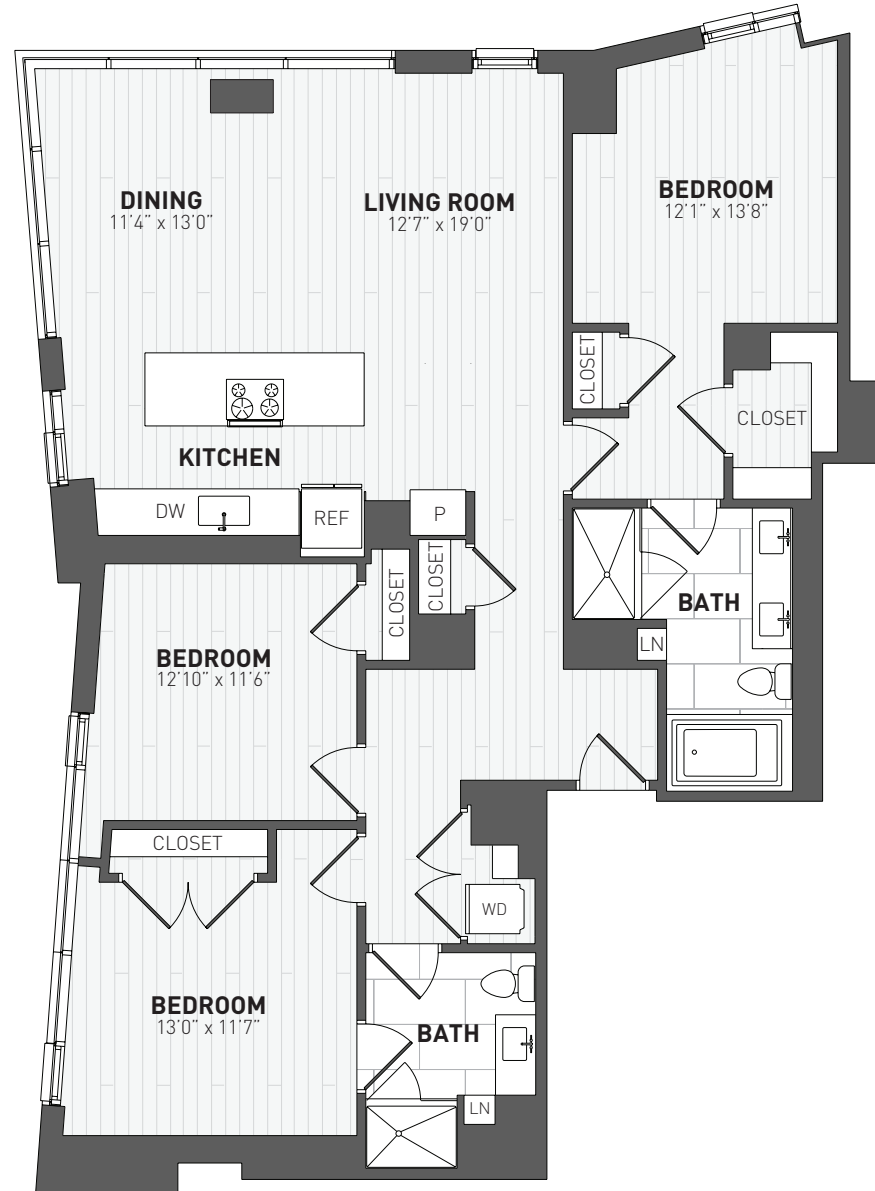 DINING
11'4" x 13'0"
LIVING ROOM
12'7" x 19'0"
BEDROOM
12'1" x 13'8"
CLOSET
CLOSET
KITCHEN
DW
REF
P
CLOSET
CLOSET
BATH
LN
BEDROOM
12'10" x 11'6"
CLOSET
WD
BEDROOM
13'0" x 11'7"
BATH
LN